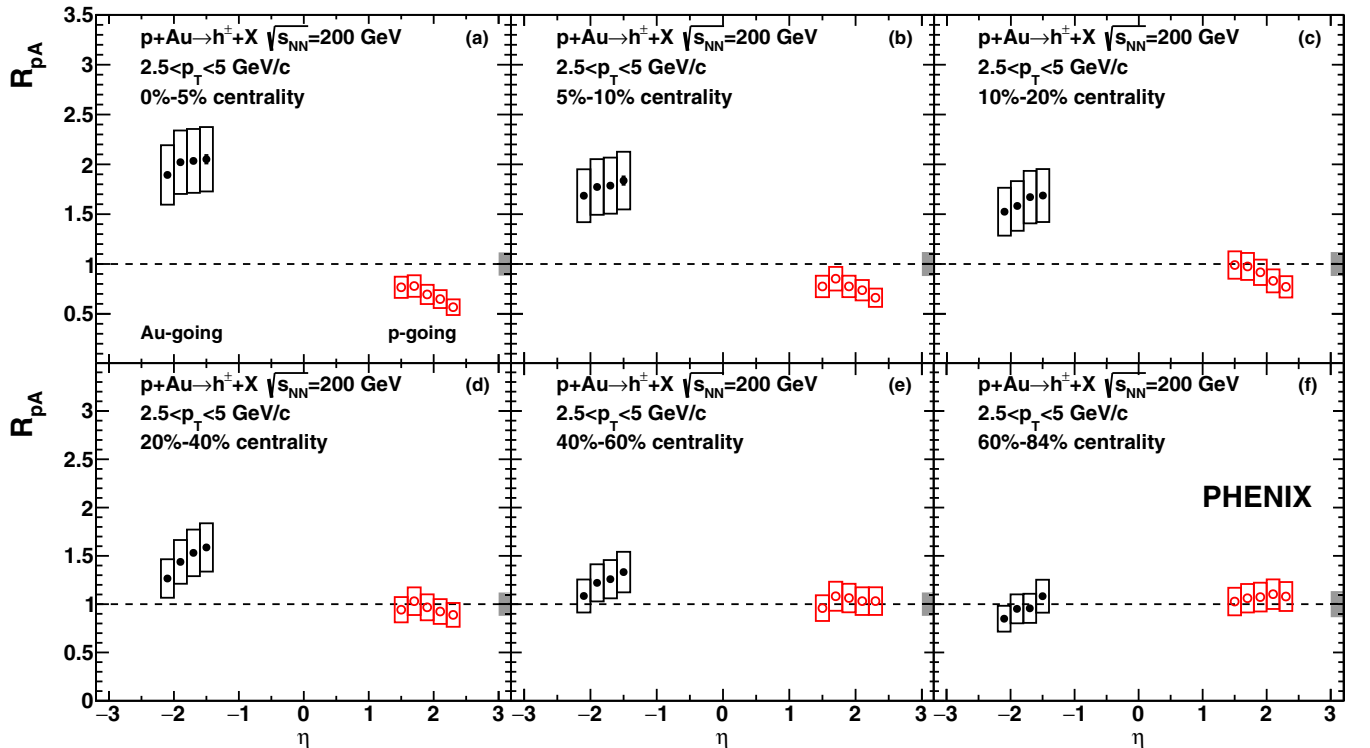 R_pA
3.5
3
2.5
2
1.5
1
0.5
p+Au→h±+X √s_NN=200 GeV (a)
2.5<p_T<5 GeV/c
0%-5% centrality
Au-going p-going
p+Au→h±+X √s_NN=200 GeV (b)
2.5<p_T<5 GeV/c
5%-10% centrality
p+Au→h±+X √s_NN=200 GeV (c)
2.5<p_T<5 GeV/c
10%-20% centrality
R_pA
3
2.5
2
1.5
1
0.5
0
p+Au→h±+X √s_NN=200 GeV (d)
2.5<p_T<5 GeV/c
20%-40% centrality
p+Au→h±+X √s_NN=200 GeV (e)
2.5<p_T<5 GeV/c
40%-60% centrality
p+Au→h±+X √s_NN=200 GeV (f)
2.5<p_T<5 GeV/c
60%-84% centrality
PHENIX
−3 −2 −1 0 1 2 3
η
−3 −2 −1 0 1 2 3
η
−3 −2 −1 0 1 2 3
η